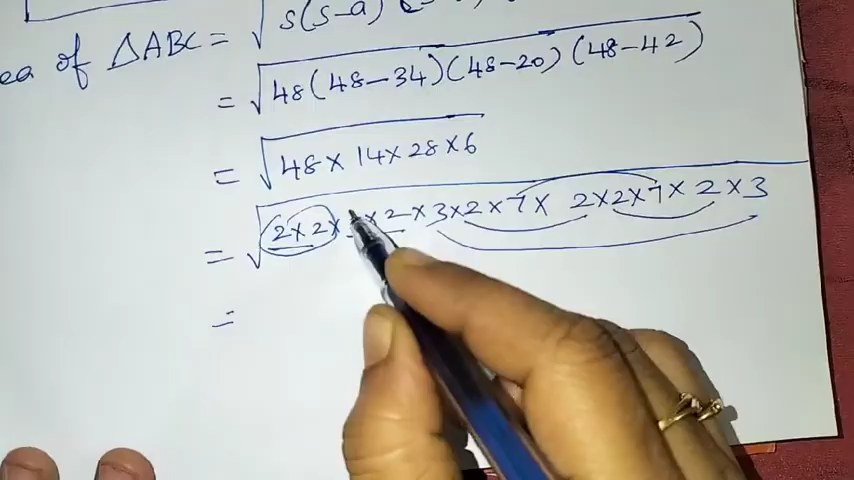 ea of △ABC = √s(s-a)
= √48(48-34)(48-20)(48-42)
= √48×14×28×6
= √2×2× ×2×3×2×7× 2×2×7×2×3
=